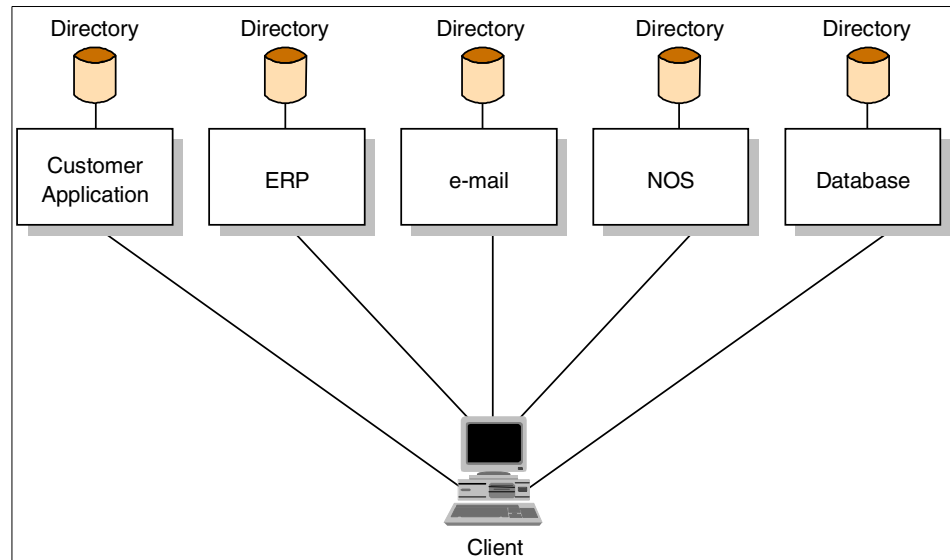 Directory
Directory
Directory
Directory
Directory
Customer
Application
ERP
e-mail
NOS
Database
Client